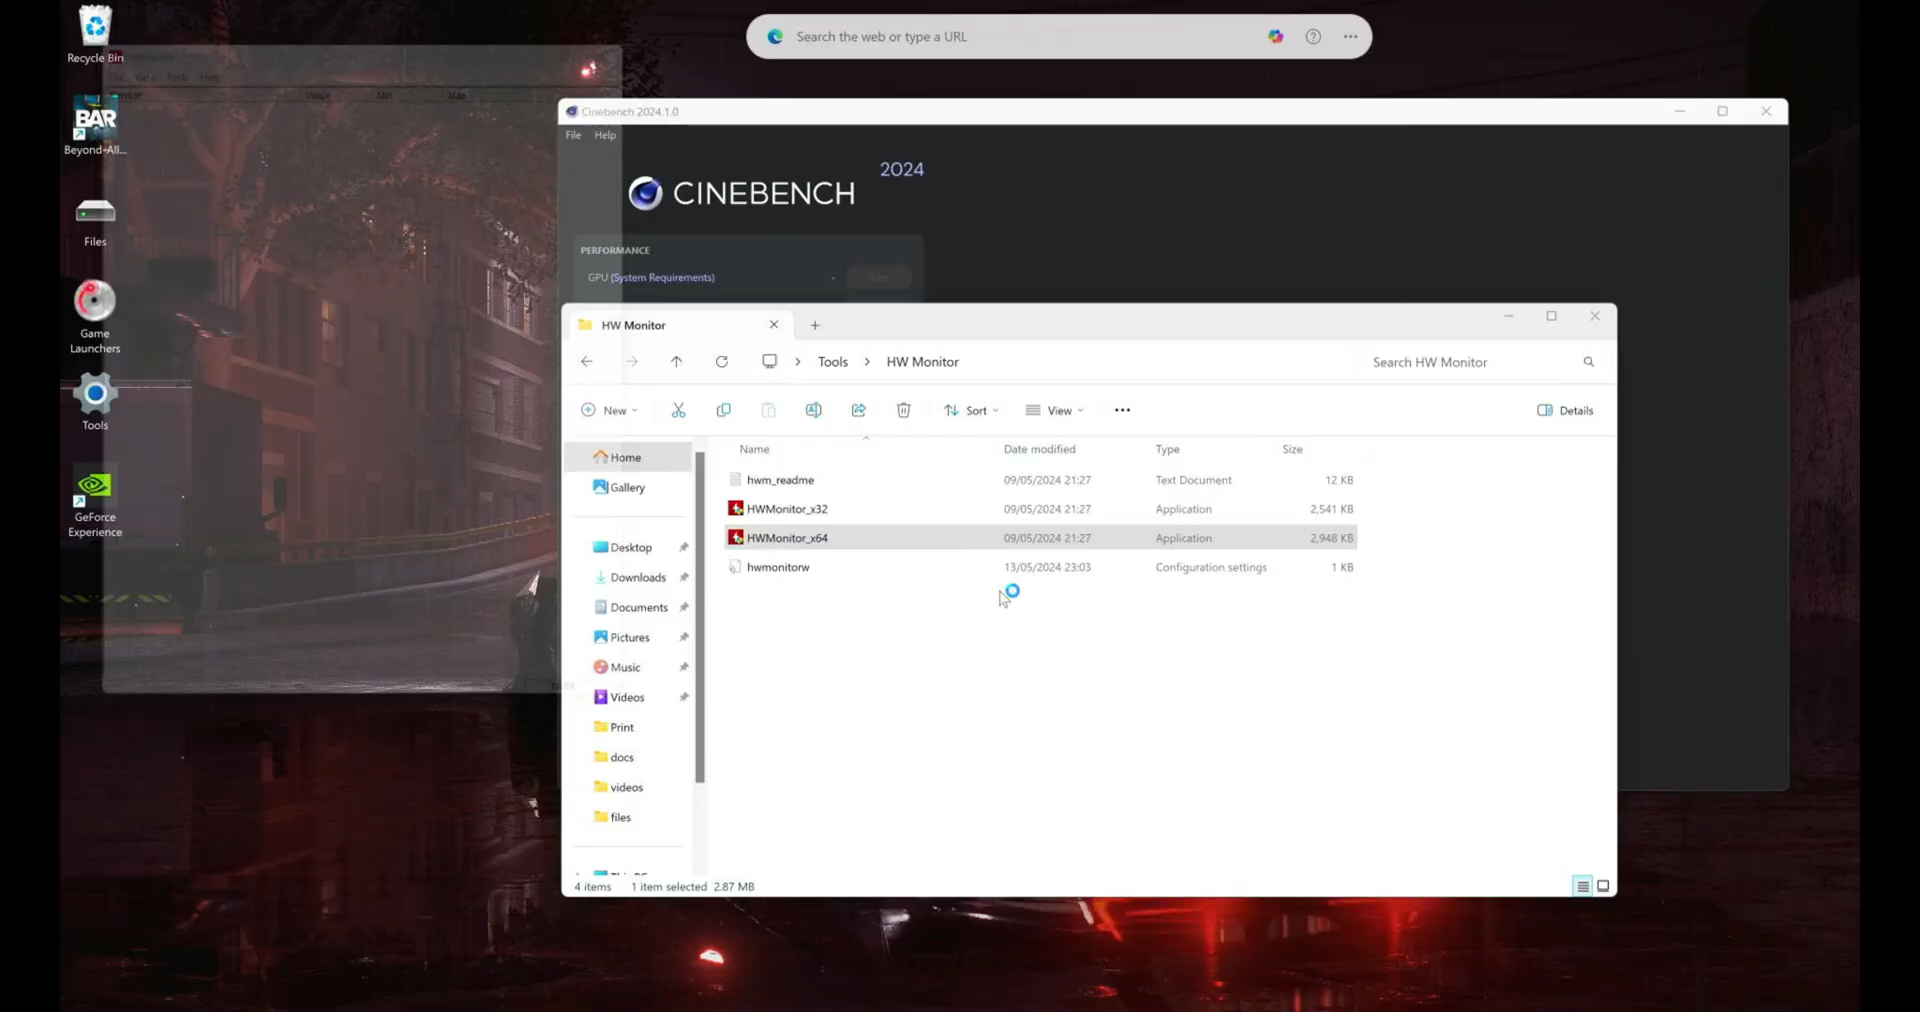 Recycle Bin
BAR
Beyond-All...
Files
Game
Launchers
Tools
GeForce
Experience
Tools Help
Value Min Max
Search the web or type a URL
Cinebench 2024.1.0
File Help
CINEBENCH 2024
PERFORMANCE
GPU (System Requirements) -
HW Monitor
Tools > HW Monitor
Search HW Monitor
New
Sort
View
Details
Name Date modified Type Size
hwm_readme 09/05/2024 21:27 Text Document 12 KB
HWMonitor_x32 09/05/2024 21:27 Application 2,541 KB
HWMonitor_x64 09/05/2024 21:27 Application 2,948 KB
hwmonitorw 13/05/2024 23:03 Configuration settings 1 KB
Home
Gallery
Desktop
Downloads
Documents
Pictures
Music
Videos
Print
docs
videos
files
4 items 1 item selected 2.87 MB